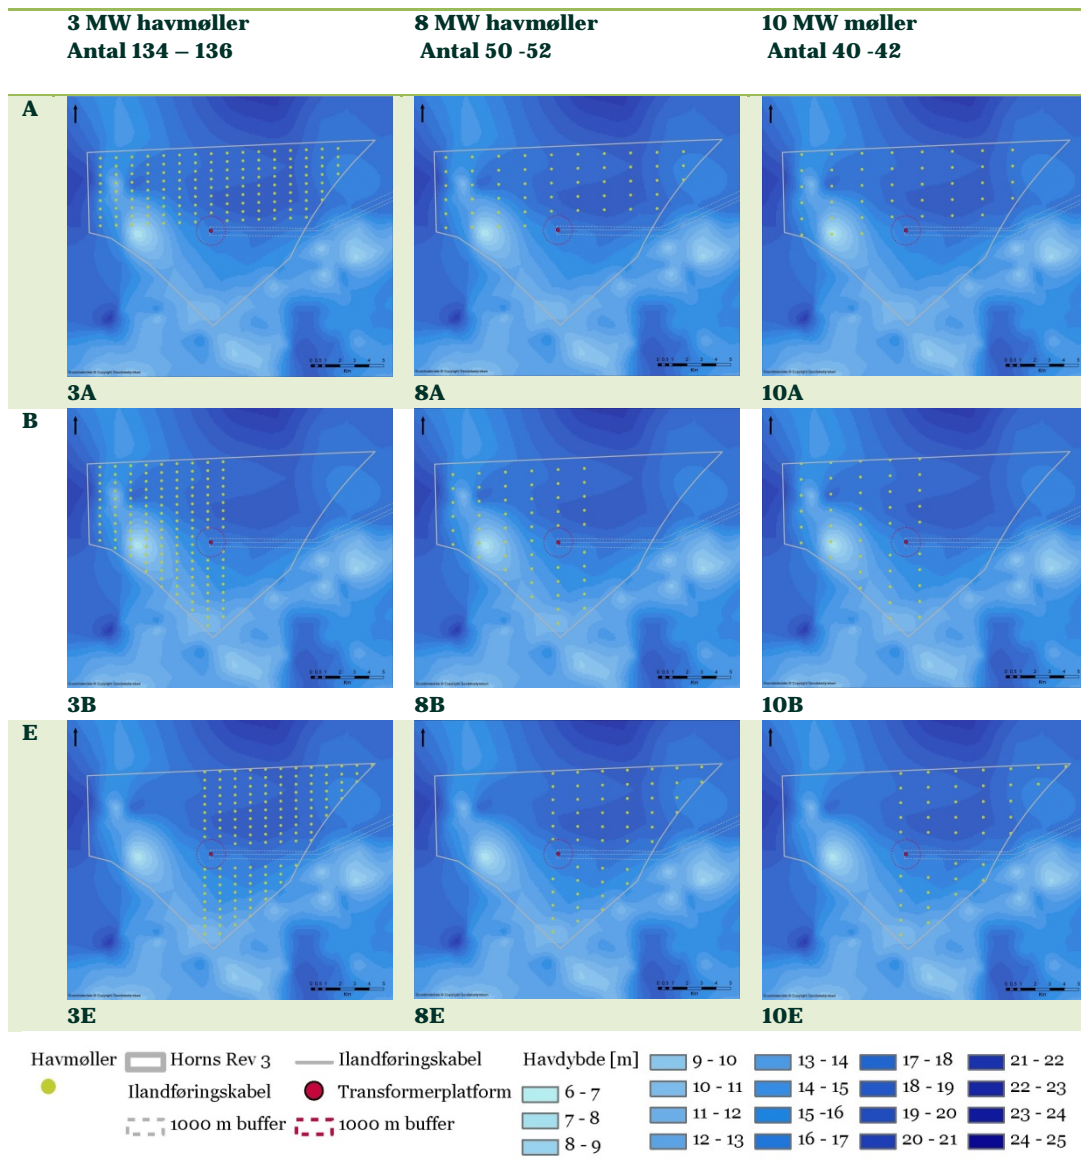 3 MW havmøller
Antal 134 – 136
8 MW havmøller
Antal 50 -52
10 MW møller
Antal 40 -42
A
3A
8A
10A
B
3B
8B
10B
E
3E
8E
10E
Havmøller
Horns Rev 3
Ilandføringskabel
Havdybde [m]
Ilandføringskabel
Transformerplatform
1000 m buffer
1000 m buffer
6 - 7
7 - 8
8 - 9
9 - 10
10 - 11
11 - 12
12 - 13
13 - 14
14 - 15
15 -16
16 - 17
17 - 18
18 - 19
19 - 20
20 - 21
21 - 22
22 - 23
23 - 24
24 - 25